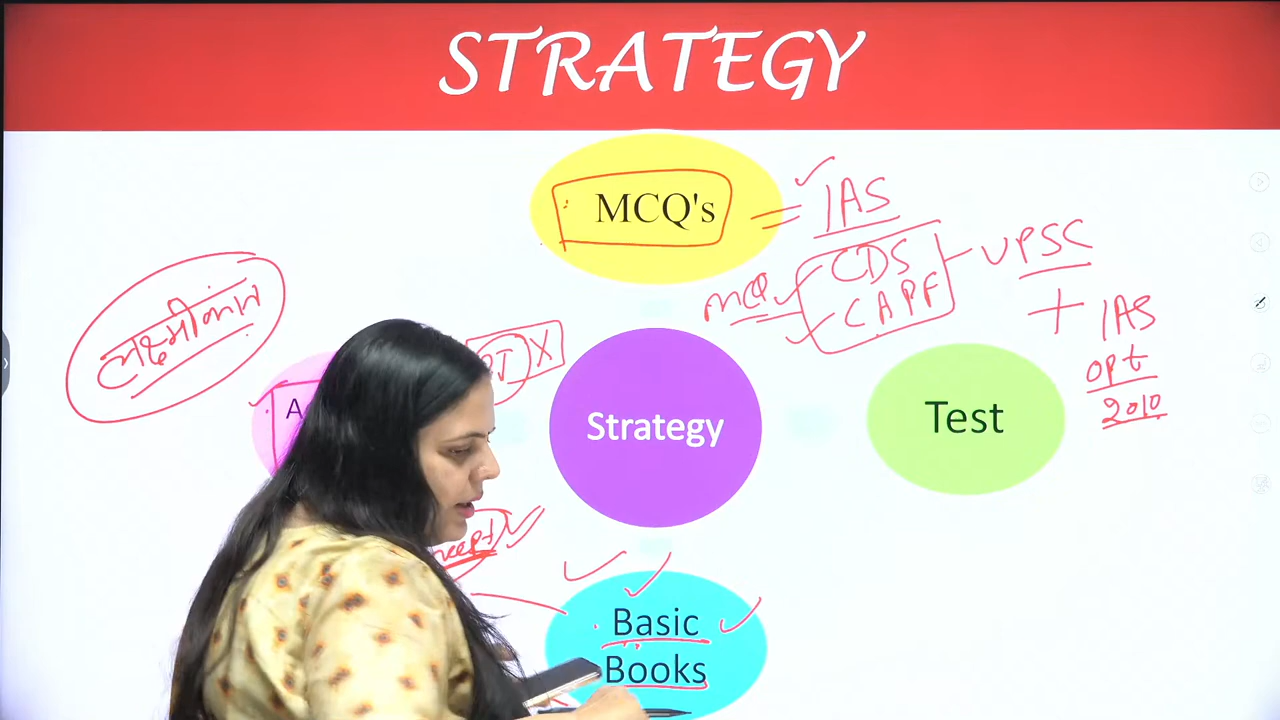 STRATEGY
MCQ's
IAS
CDS
CAPF
UPSC
MCQ
+ IAS
opt
2010
लक्ष्मीकान्त
X
Strategy
Test
Basic
Books